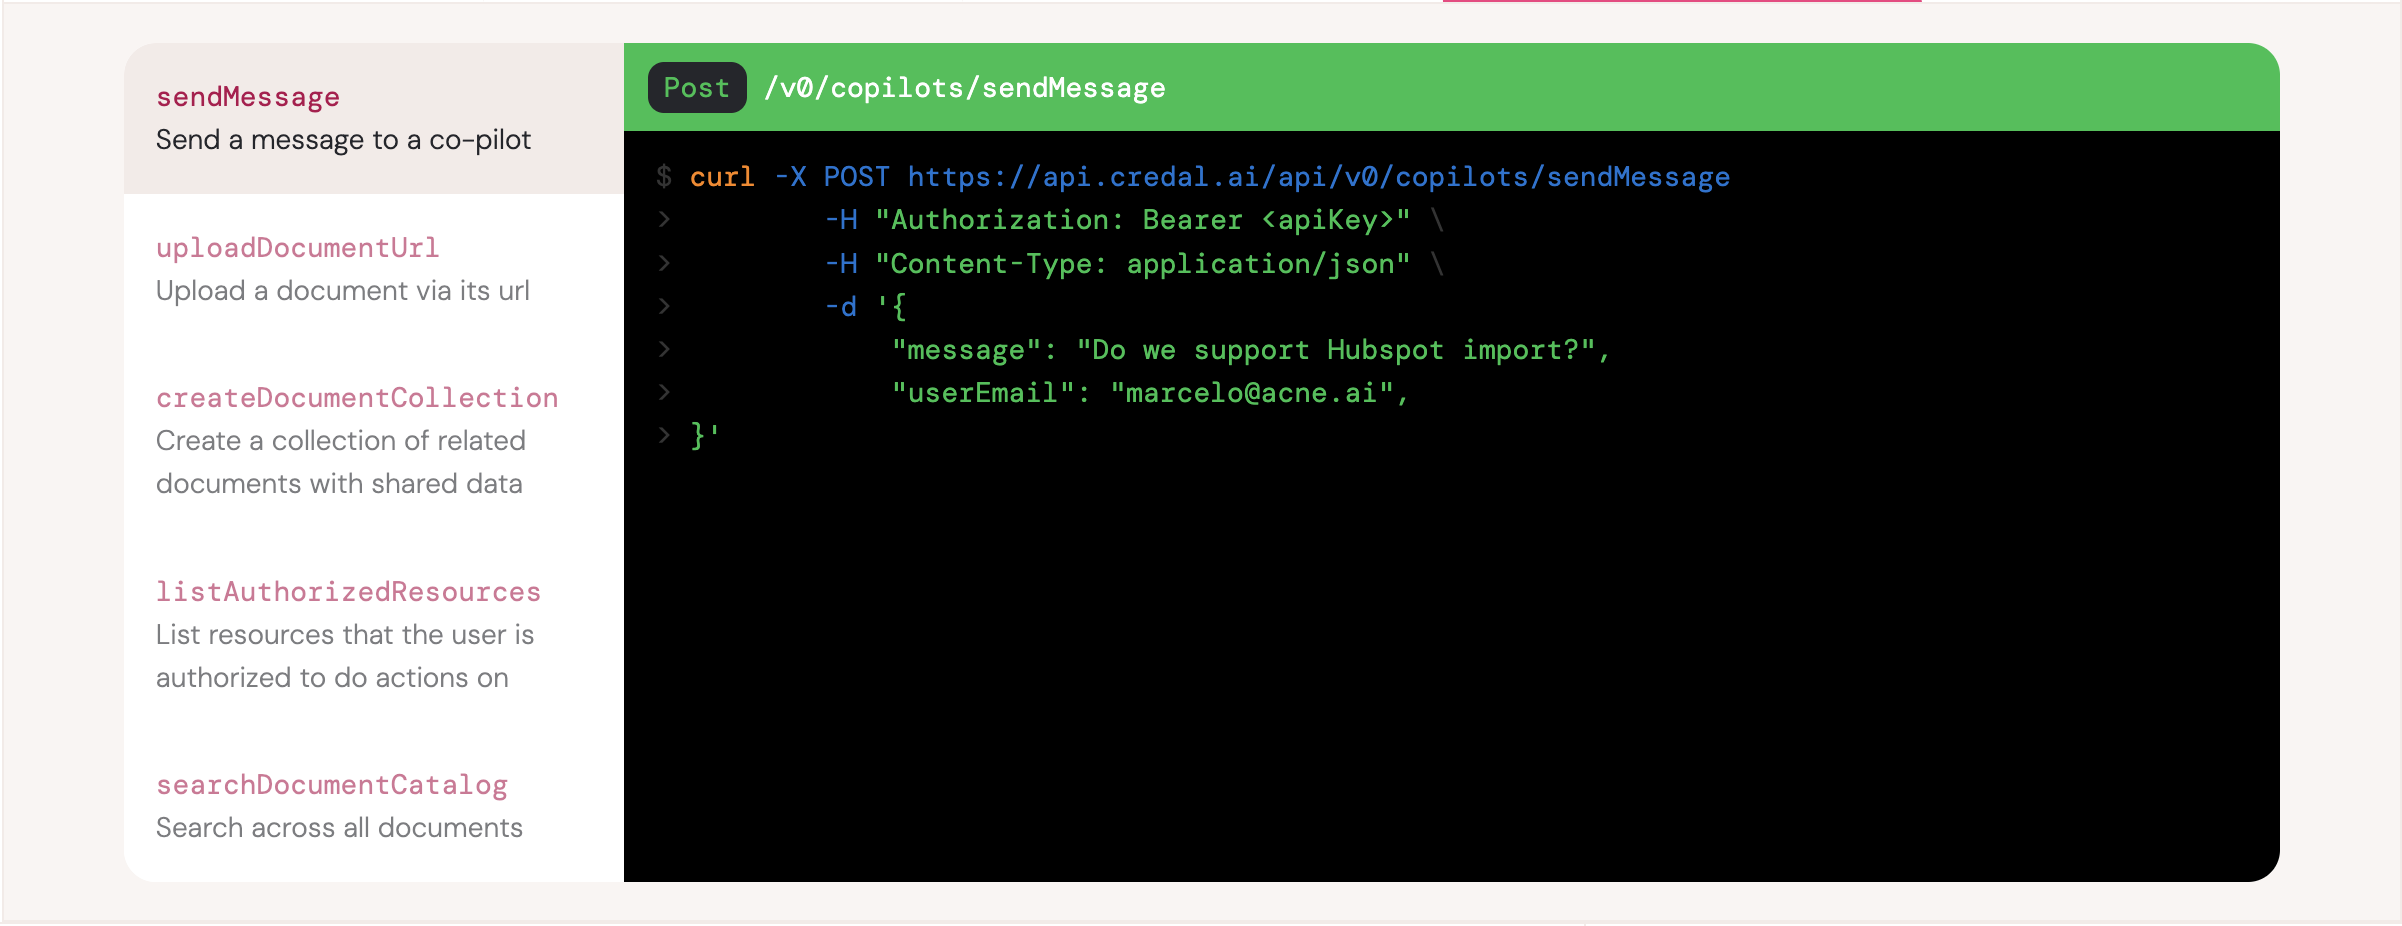 sendMessage
Send a message to a co-pilot
uploadDocumentUrl
Upload a document via its url
createDocumentCollection
Create a collection of related
documents with shared data
listAuthorizedResources
List resources that the user is
authorized to do actions on
searchDocumentCatalog
Search across all documents
Post /v0/copilots/sendMessage
$ curl -X POST https://api.credal.ai/api/v0/copilots/sendMessage
> -H "Authorization: Bearer <apiKey>" \
> -H "Content-Type: application/json" \
> -d '{
> "message": "Do we support Hubspot import?",
> "userEmail": "marcelo@acne.ai",
> }'